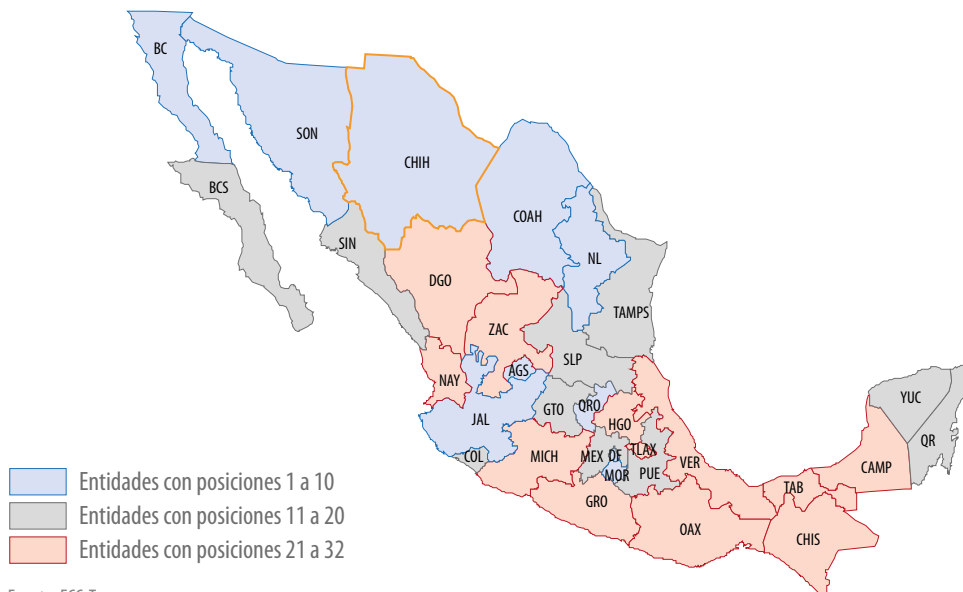 BC
SON
CHIH
BCS
COAH
SIN
NL
DGO
TAMPS
ZAC
SLP
AGS
NAY
YUC
GTO
QRO
JAL
HGO
QR
COL
MICH
MEX
DF
TLAX
VER
CAMP
MOR
PUE
TAB
GRO
OAX
CHIS
Entidades con posiciones 1 a 10
Entidades con posiciones 11 a 20
Entidades con posiciones 21 a 32